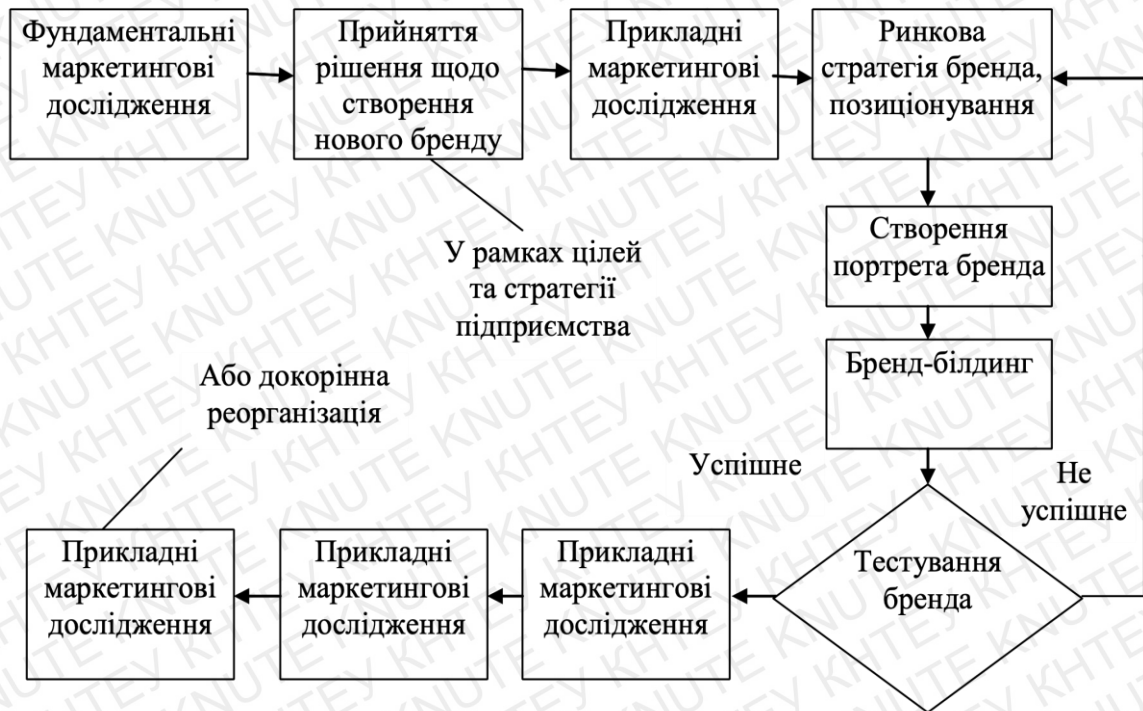 Фундаментальні
маркетингові
дослідження
Прийняття
рішення щодо
створення
нового бренду
Прикладні
маркетингові
дослідження
Ринкова
стратегія бренда,
позиціонування
У рамках цілей
та стратегії
підприємства
Створення
портрета бренда
Бренд-білдинг
Або докорінна
реорганізація
Успішне
Не
успішне
Тестування
бренда
Прикладні
маркетингові
дослідження
Прикладні
маркетингові
дослідження
Прикладні
маркетингові
дослідження
KNUTE КНТЕУ